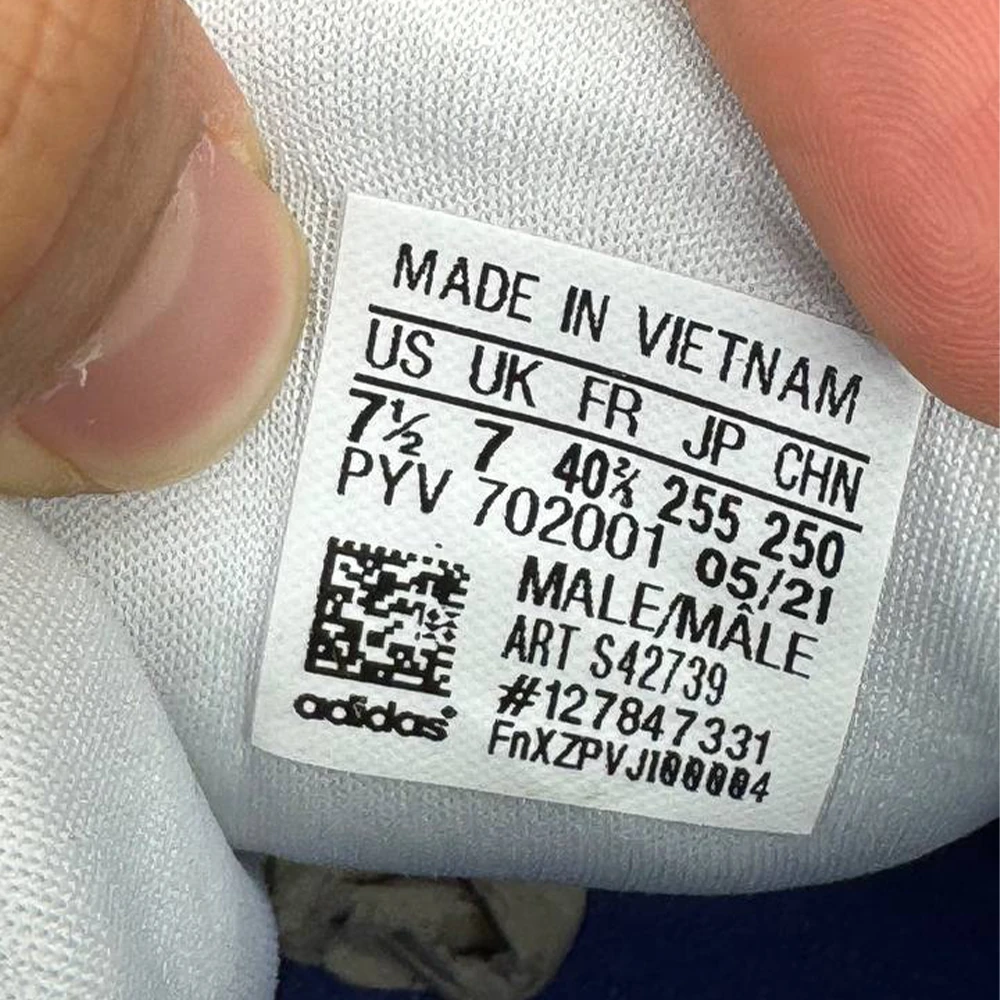 MADE IN VIETNAM
US UK FR JP CHN
7½ 7 40⅔ 255 250
PYV 702001 05/21
MALE/MÂLE
ART S42739
#127847331
FnXZPVJI00004
adidas